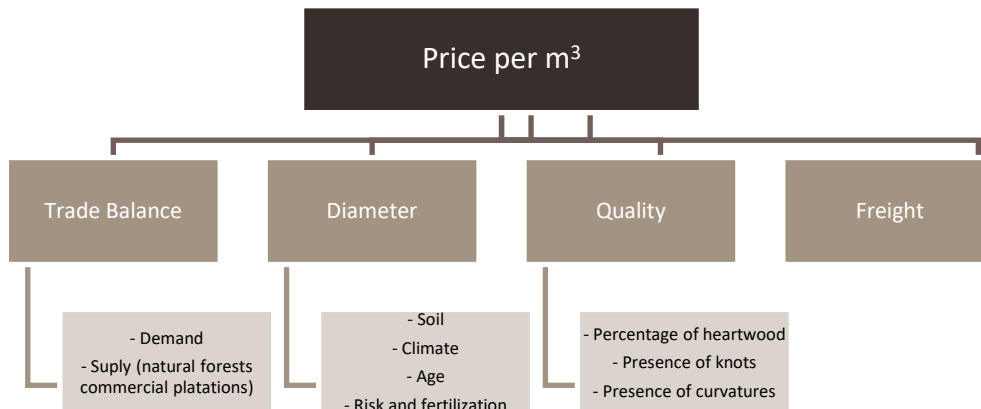 Price per m³
Trade Balance
Diameter
Quality
Freight
- Demand
- Suply (natural forests
commercial platations)
- Soil
- Climate
- Age
- Risk and fertilization
- Percentage of heartwood
- Presence of knots
- Presence of curvatures